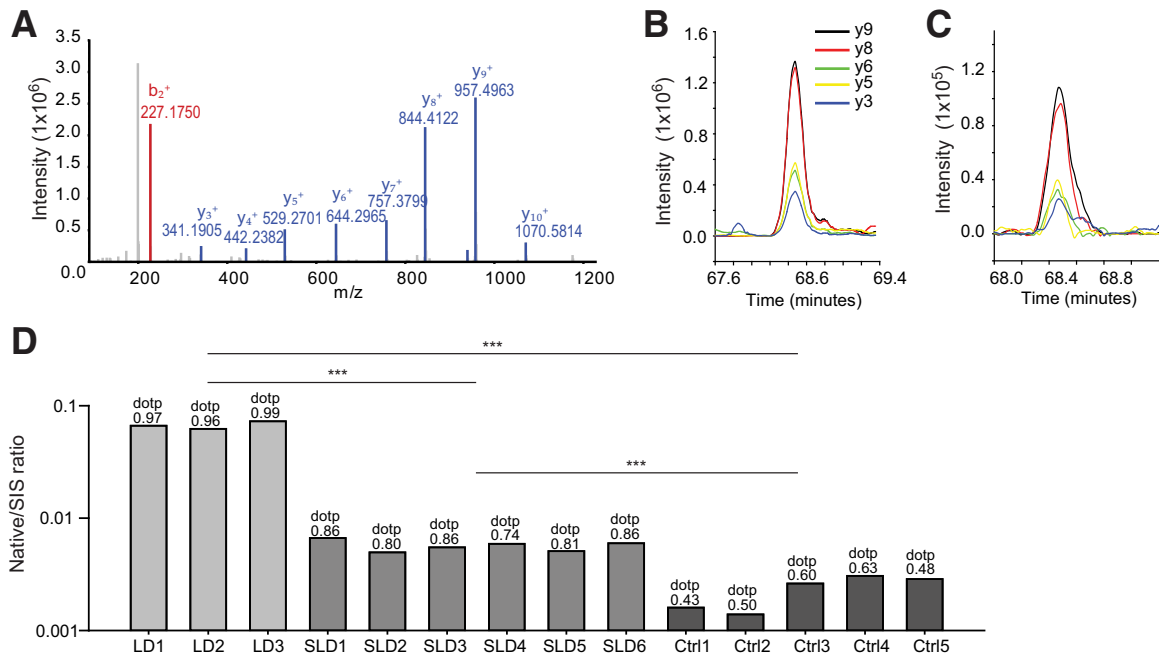 A
Intensity (1x10⁶)
3.5
3.0
2.5
2.0
1.5
1.0
0.5
0.0
b₂⁺
227.1750
y₃⁺
341.1905
y₄⁺
442.2382
y₅⁺
529.2701
y₆⁺
644.2965
y₇⁺
757.3799
y₈⁺
844.4122
y₉⁺
957.4963
y₁₀⁺
1070.5814
200 400 600 800 1000 1200
m/z
B
Intensity (1x10⁶)
1.6
1.2
0.8
0.4
0.0
67.6 68.6 69.4
Time (minutes)
y9
y8
y6
y5
y3
C
Intensity (1x10⁵)
1.2
0.8
0.4
0.0
68.0 68.4 68.8
Time (minutes)
D
Native/SIS ratio
0.1
0.01
0.001
***
***
***
dotp
0.97
dotp
0.96
dotp
0.99
dotp
0.86
dotp
0.80
dotp
0.86
dotp
0.74
dotp
0.81
dotp
0.86
dotp
0.43
dotp
0.50
dotp
0.60
dotp
0.63
dotp
0.48
LD1 LD2 LD3 SLD1 SLD2 SLD3 SLD4 SLD5 SLD6 Ctrl1 Ctrl2 Ctrl3 Ctrl4 Ctrl5